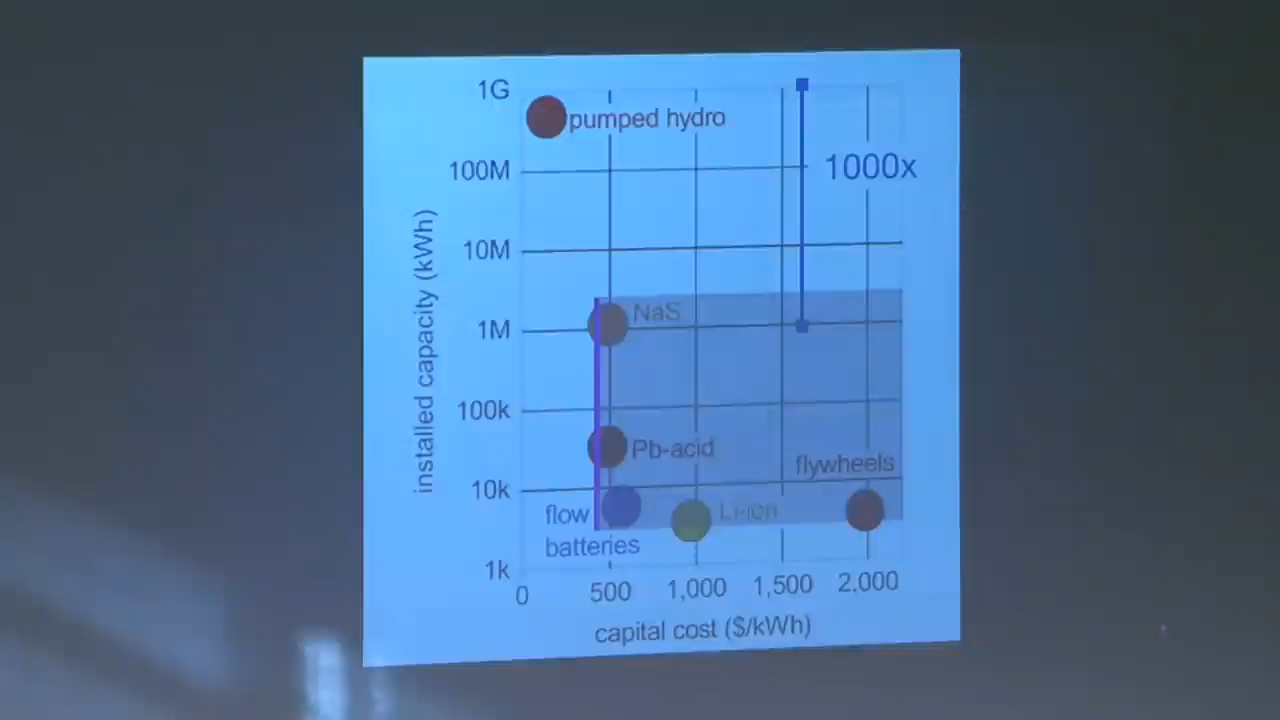 1G
pumped hydro
100M
1000x
10M
installed capacity (kWh)
NaS
1M
100k
Pb-acid
flywheels
10k
flow
batteries
Li-ion
1k
0
500
1,000
1,500
2,000
capital cost ($/kWh)